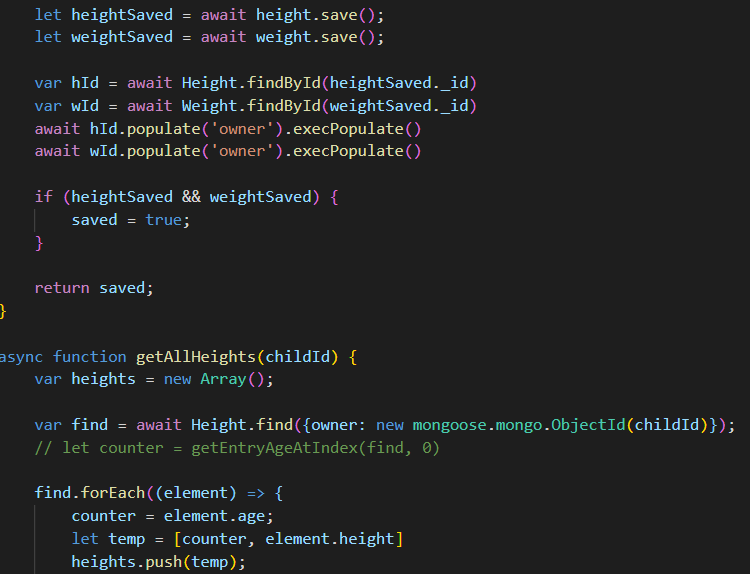 let heightSaved = await height.save();
let weightSaved = await weight.save();
var hId = await Height.findById(heightSaved._id)
var wId = await Weight.findById(weightSaved._id)
await hId.populate('owner').execPopulate()
await wId.populate('owner').execPopulate()
if (heightSaved && weightSaved) {
saved = true;
}
return saved;
}
async function getAllHeights(childId) {
var heights = new Array();
var find = await Height.find({owner: new mongoose.mongo.ObjectId(childId)});
// let counter = getEntryAgeAtIndex(find, 0)
find.forEach((element) => {
counter = element.age;
let temp = [counter, element.height]
heights.push(temp);